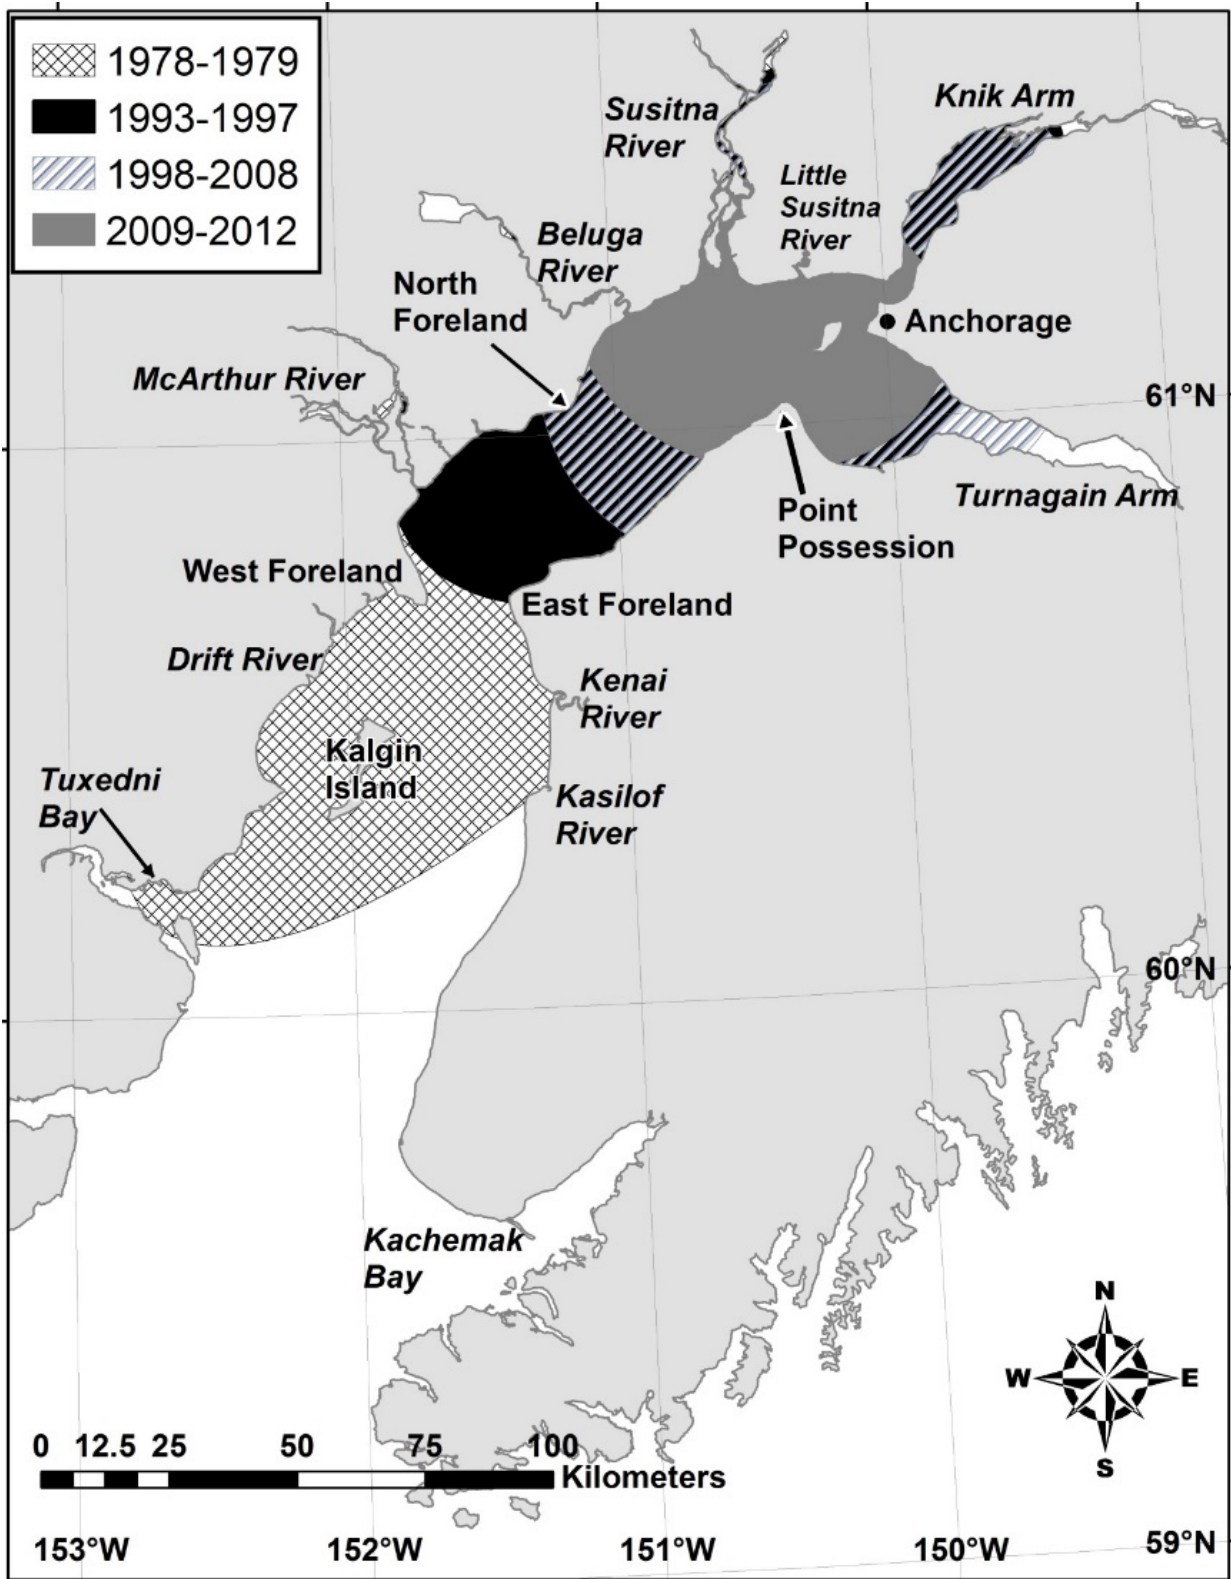 1978-1979
1993-1997
1998-2008
2009-2012
Susitna
River
Knik Arm
Little
Susitna
River
Beluga
River
North
Foreland
Anchorage
McArthur River
61°N
Turnagain Arm
Point
Possession
West Foreland
East Foreland
Drift River
Kenai
River
Kalgin
Island
Tuxedni
Bay
Kasilof
River
60°N
Kachemak
Bay
N
W
E
S
0 12.5 25 50 75 100
Kilometers
153°W
152°W
151°W
150°W
59°N